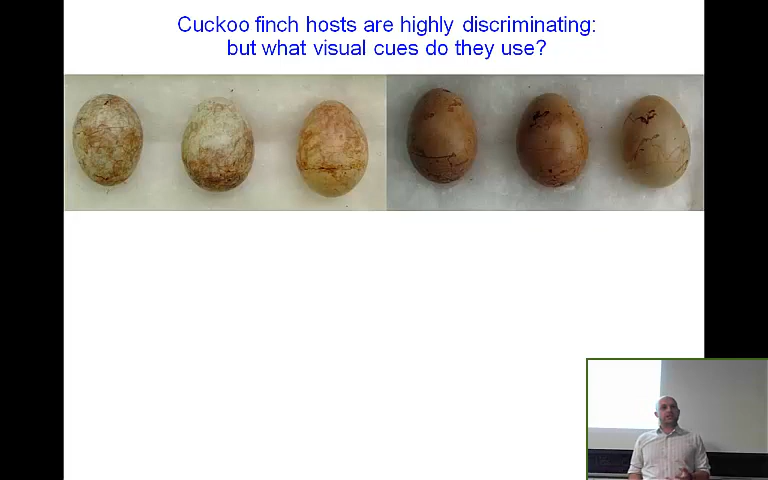 Cuckoo finch hosts are highly discriminating:
but what visual cues do they use?